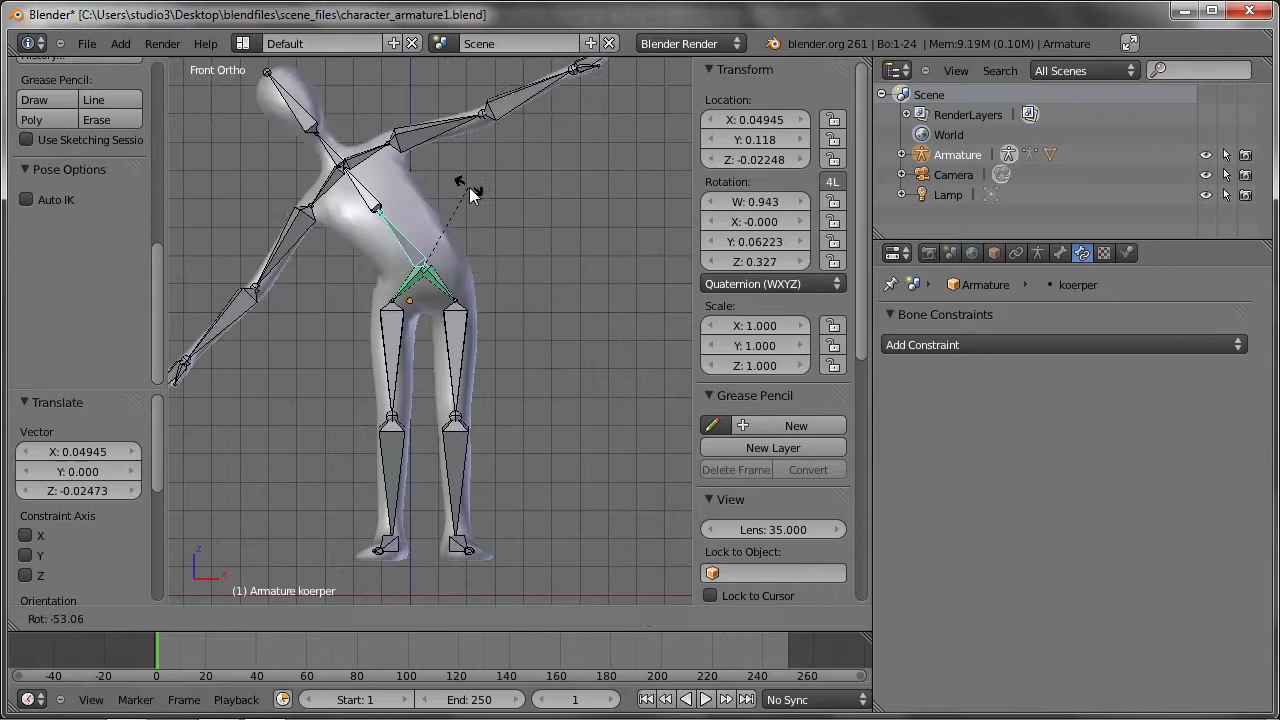 Blender* [C:\Users\studio3\Desktop\blendfiles\scene_files\character_armature1.blend]
File Add Render Help Default Scene Blender Render blender.org 261 | Bo:1-24 | Mem:9.19M (0.10M) | Armature
Grease Pencil:
Draw Line
Poly Erase
Use Sketching Sessio
Pose Options
Auto IK
Translate
Vector
X: 0.04945
Y: 0.000
Z: -0.02473
Constraint Axis
X
Y
Z
Orientation
Front Ortho
z
x
(1) Armature koerper
Rot: -53.06
Transform
Location:
X: 0.04945
Y: 0.118
Z: -0.02248
Rotation: 4L
W: 0.943
X: -0.000
Y: 0.06223
Z: 0.327
Quaternion (WXYZ)
Scale:
X: 1.000
Y: 1.000
Z: 1.000
Grease Pencil
New
New Layer
Delete Frame Convert
View
Lens: 35.000
Lock to Object:
Lock to Cursor
View Search All Scenes
Scene
RenderLayers
World
Armature
Camera
Lamp
Armature koerper
Bone Constraints
Add Constraint
-40 -20 0 20 40 60 80 100 120 140 160 180 200 220 240 260
View Marker Frame Playback Start: 1 End: 250 1 No Sync